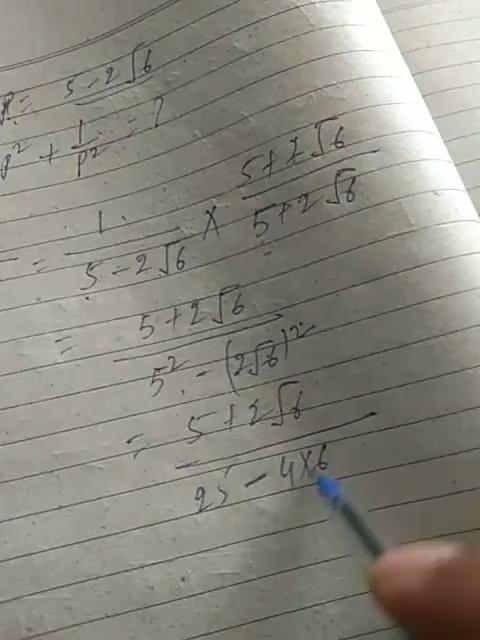 P = 5 - 2√6
P² + 1/P² = ?
= 1/(5 - 2√6) × (5 + 2√6)/(5 + 2√6)
= (5 + 2√6)/(5² - (2√6)²)
= (5 + 2√6)/(25 - 4×6)